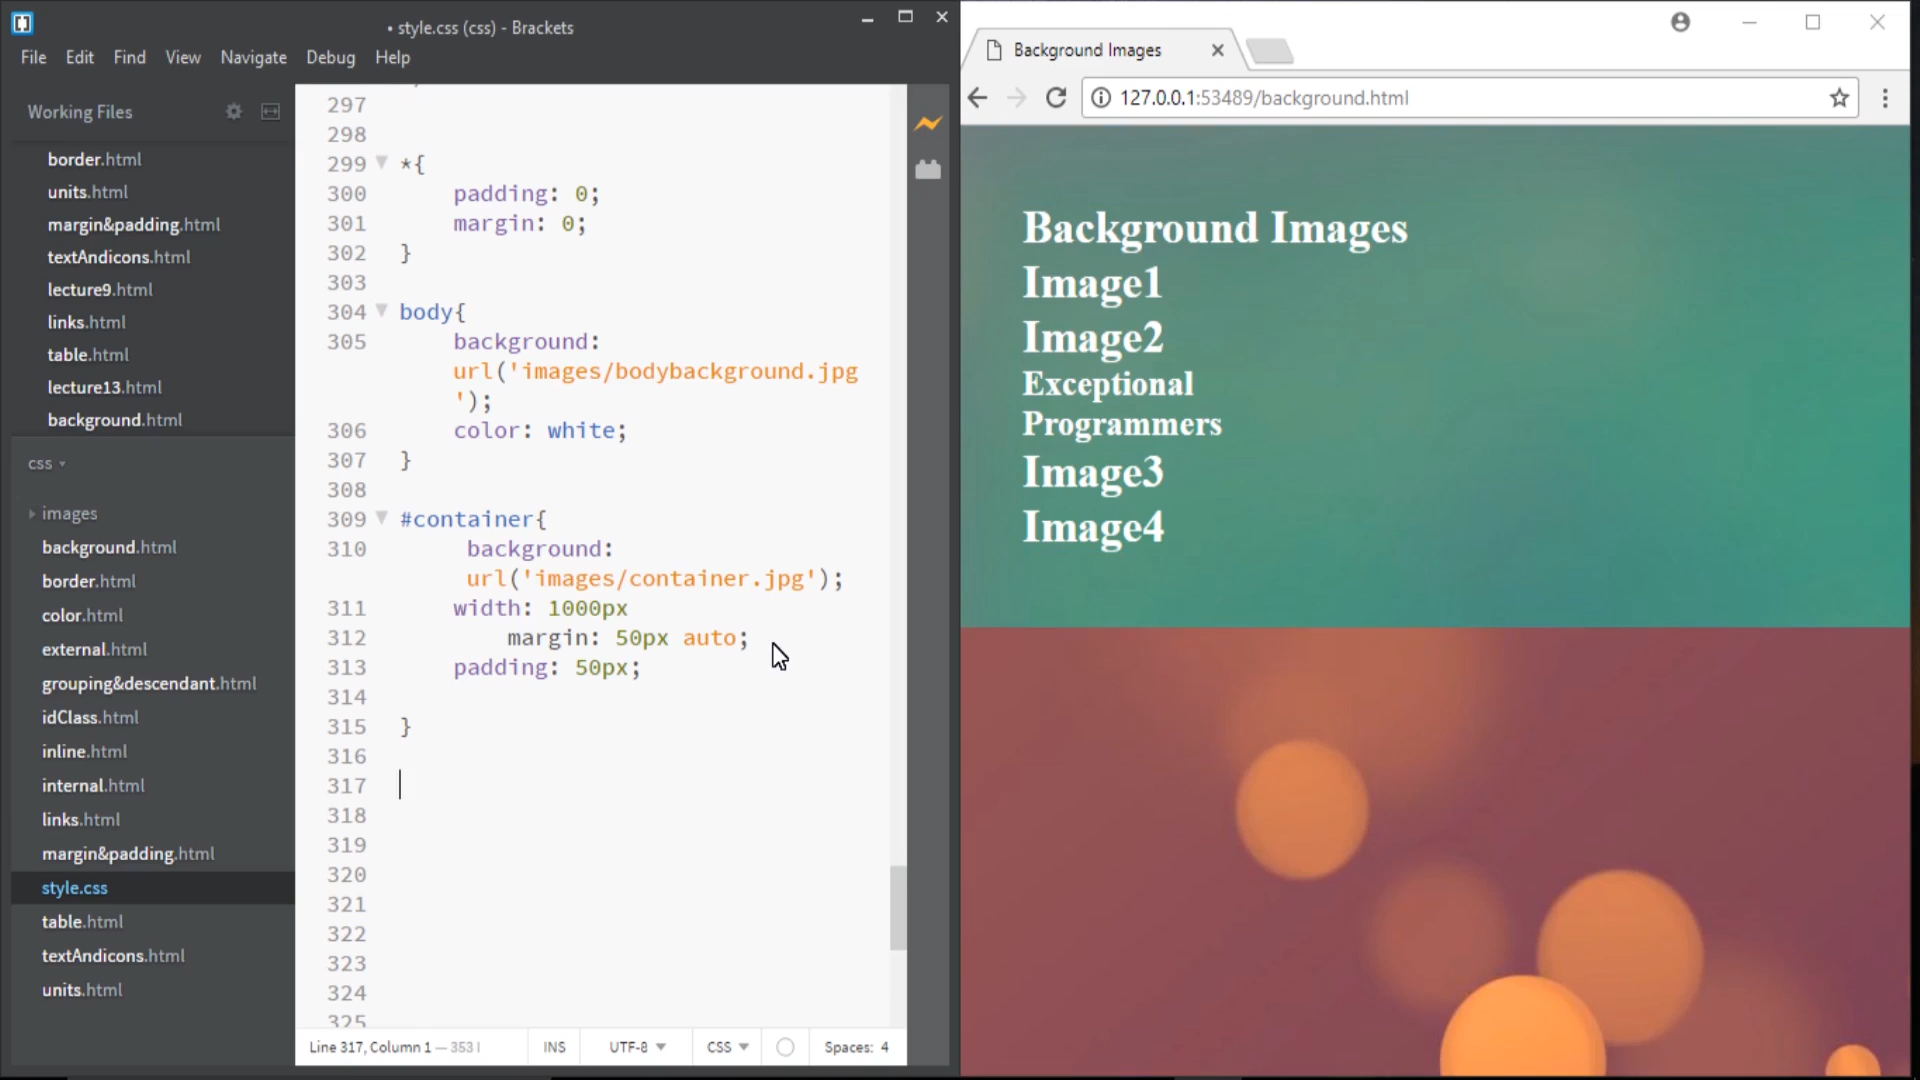 • style.css (css) - Brackets
File Edit Find View Navigate Debug Help
Working Files
border.html
units.html
margin&padding.html
textAndicons.html
lecture9.html
links.html
table.html
lecture13.html
background.html
css
images
background.html
border.html
color.html
external.html
grouping&descendant.html
idClass.html
inline.html
internal.html
links.html
margin&padding.html
style.css
table.html
textAndicons.html
units.html
297
298
299 *{
300 padding: 0;
301 margin: 0;
302 }
303
304 body{
305 background:
url('images/bodybackground.jpg
');
306 color: white;
307 }
308
309 #container{
310 background:
url('images/container.jpg');
311 width: 1000px
312 margin: 50px auto;
313 padding: 50px;
314
315 }
316
317
318
319
320
321
322
323
324
325
Line 317, Column 1 — 353 l
INS UTF-8 CSS Spaces: 4
Background Images
127.0.0.1:53489/background.html
Background Images
Image1
Image2
Exceptional
Programmers
Image3
Image4